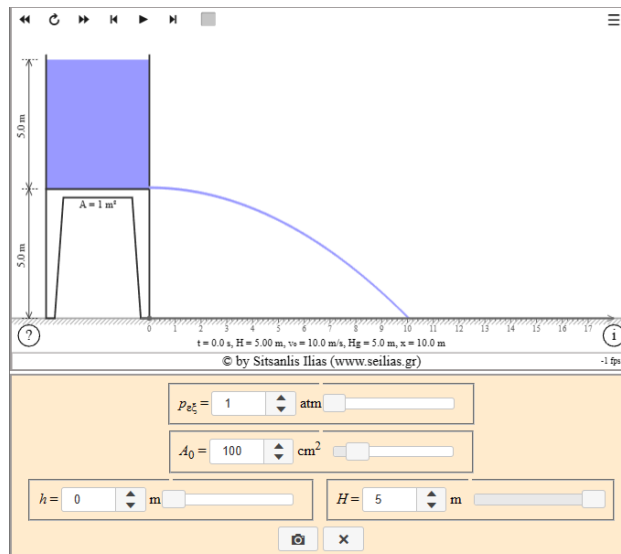 5.0 m
A = 1 m²
5.0 m
0 1 2 3 4 5 6 7 8 9 10 11 12 13 14 15 16 17
? i
t = 0.0 s, H = 5.00 m, v₀ = 10.0 m/s, Hg = 5.0 m, x = 10.0 m
© by Sitsanlis Ilias (www.seilias.gr) -1 fps
pεξ = 1 atm
A₀ = 100 cm²
h = 0 m H = 5 m